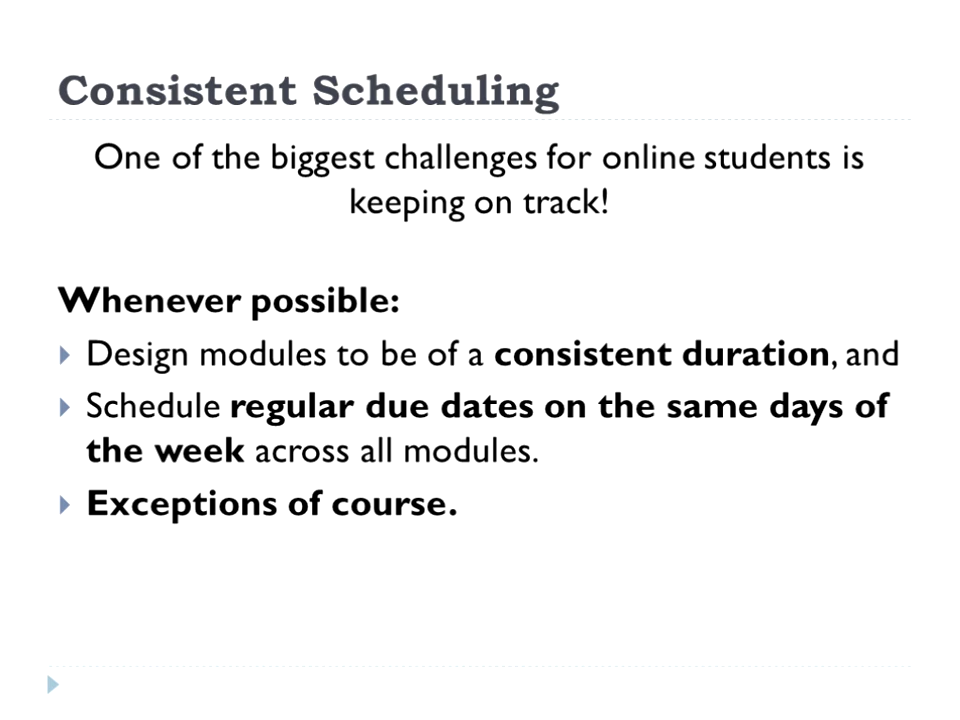 Consistent Scheduling
One of the biggest challenges for online students is
keeping on track!
Whenever possible:
Design modules to be of a consistent duration, and
Schedule regular due dates on the same days of
the week across all modules.
Exceptions of course.